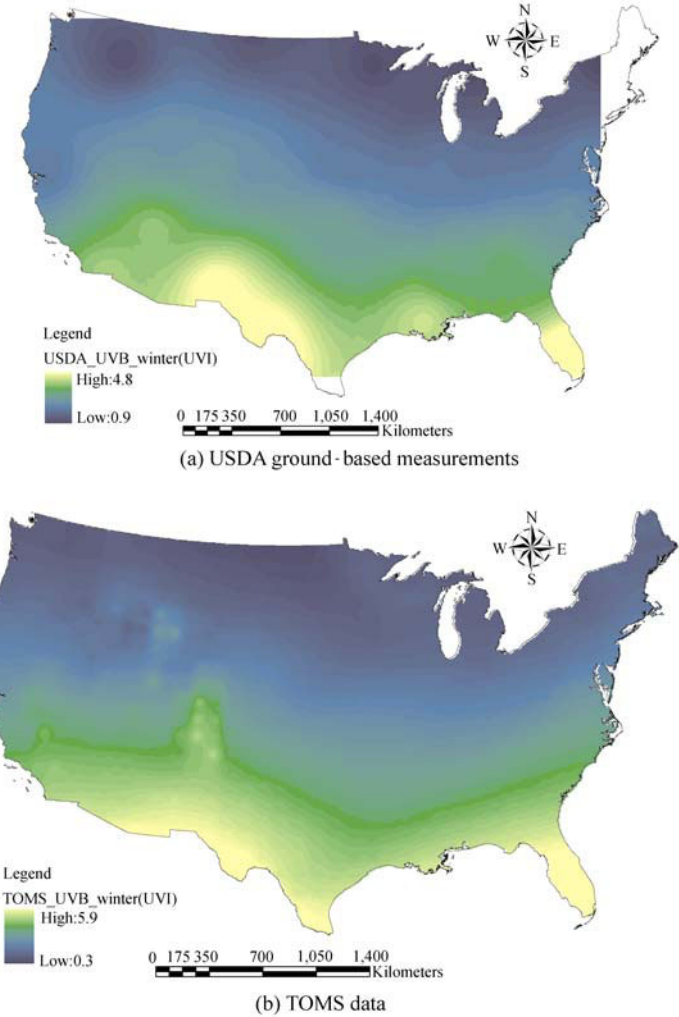 N
W E
S
Legend
USDA_UVB_winter(UVI)
High:4.8
Low:0.9
0 175 350 700 1,050 1,400
Kilometers
(a) USDA ground-based measurements
N
W E
S
Legend
TOMS_UVB_winter(UVI)
High:5.9
Low:0.3
0 175 350 700 1,050 1,400
Kilometers
(b) TOMS data